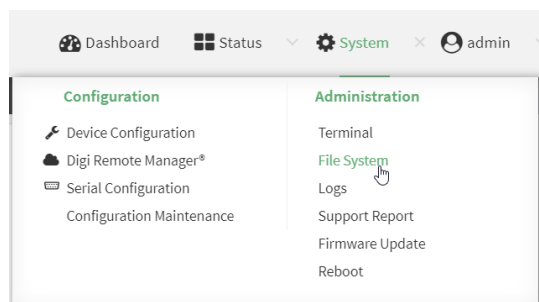 Dashboard Status System admin
Configuration
Device Configuration
Digi Remote Manager®
Serial Configuration
Configuration Maintenance
Administration
Terminal
File System
Logs
Support Report
Firmware Update
Reboot